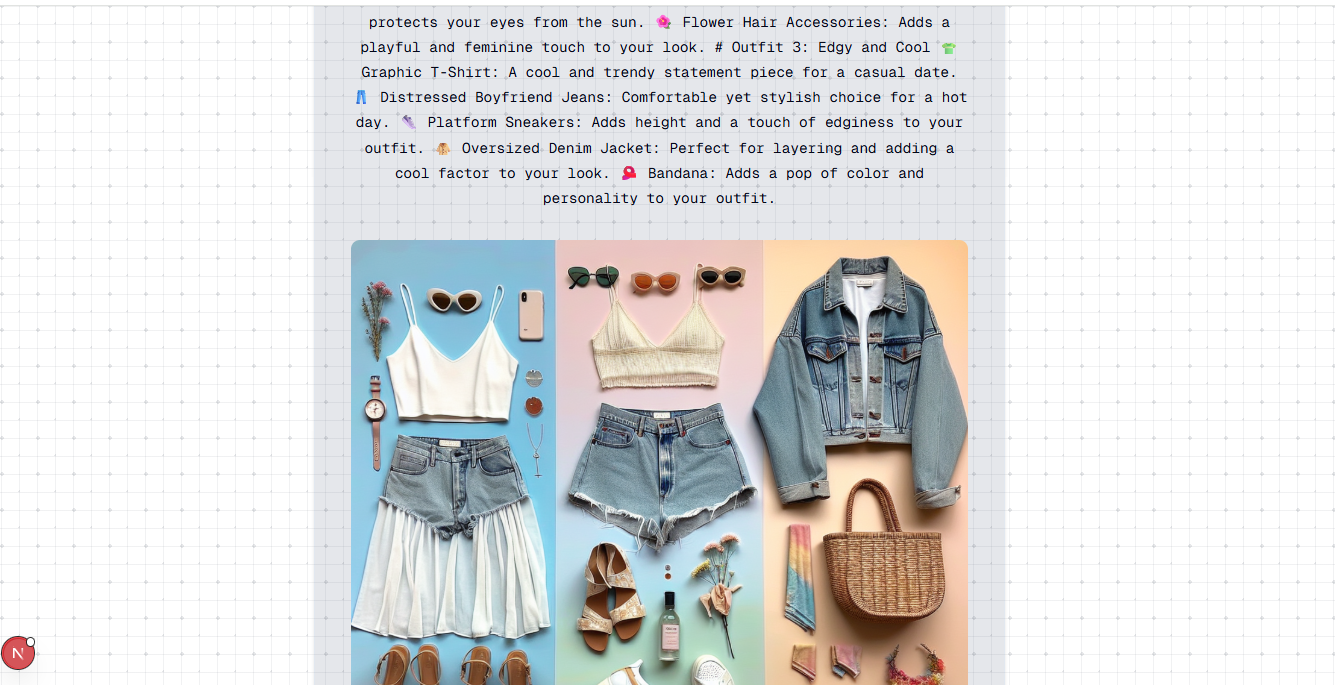 protects your eyes from the sun. 🌺 Flower Hair Accessories: Adds a
playful and feminine touch to your look. # Outfit 3: Edgy and Cool 👕
Graphic T-Shirt: A cool and trendy statement piece for a casual date.
👖 Distressed Boyfriend Jeans: Comfortable yet stylish choice for a hot
day. 👟 Platform Sneakers: Adds height and a touch of edginess to your
outfit. 🧥 Oversized Denim Jacket: Perfect for layering and adding a
cool factor to your look. 🧣 Bandana: Adds a pop of color and
personality to your outfit.
N